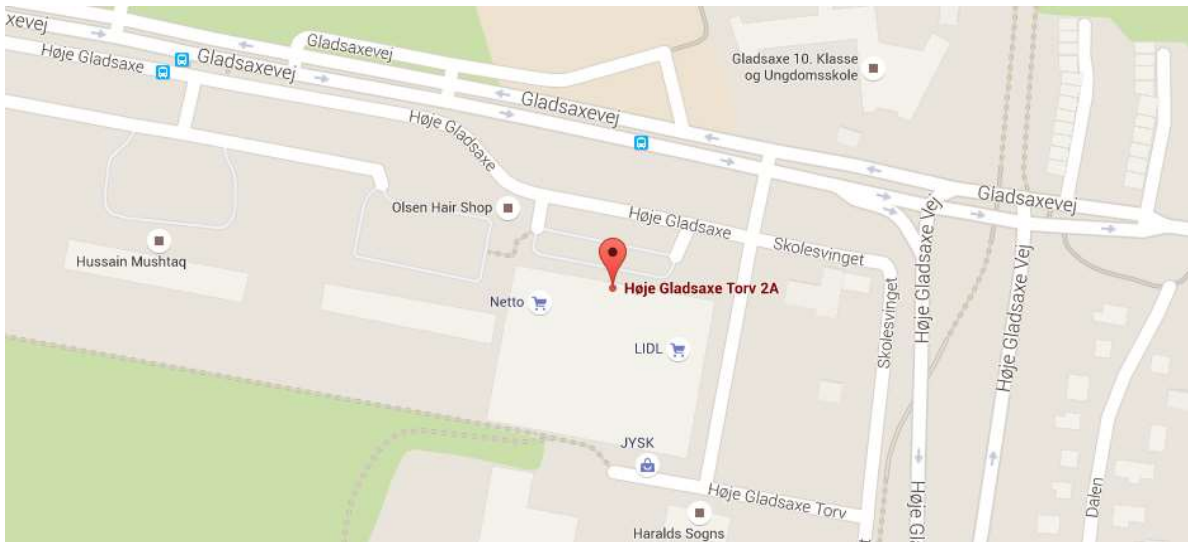 xevej
Gladsaxevej
Gladsaxe 10. Klasse
og Ungdomsskole
Høje Gladsaxe
Gladsaxevej
Gladsaxevej
Høje Gladsaxe
Gladsaxevej
Olsen Hair Shop
Høje Gladsaxe
Skolesvinget
Høje Gladsaxe Vej
Hussain Mushtaq
Høje Gladsaxe Torv 2A
Netto
Skolesvinget
Høje Gladsaxe Vej
LIDL
JYSK
Høje Gladsaxe Torv
Høje Gl
Dalen
Haralds Sogns